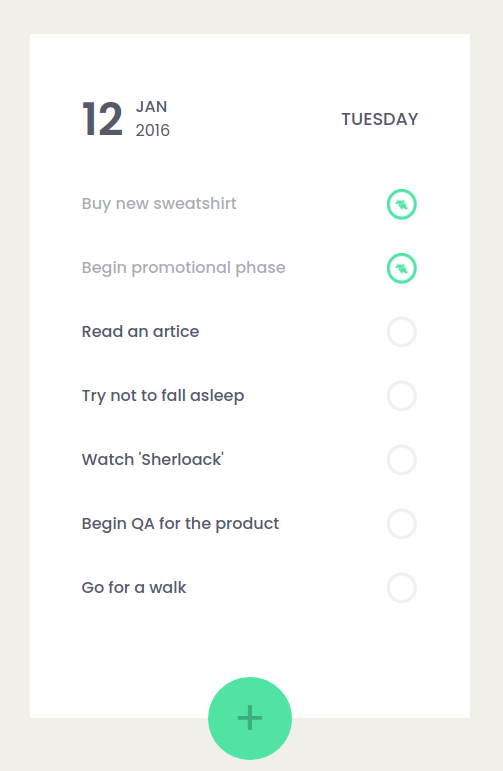 12 JAN
2016
TUESDAY
Buy new sweatshirt
Begin promotional phase
Read an artice
Try not to fall asleep
Watch 'Sherloack'
Begin QA for the product
Go for a walk
+